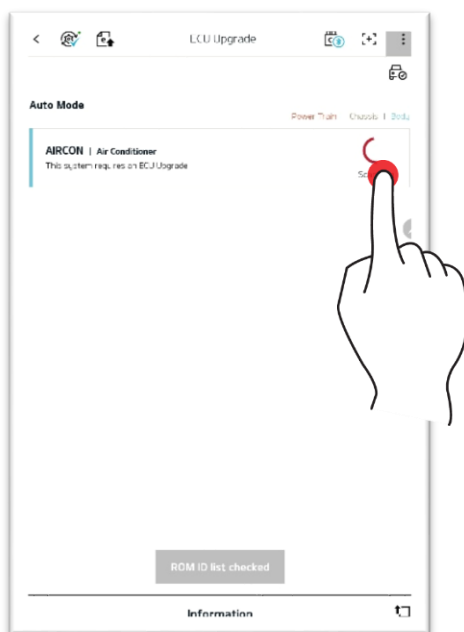 ECU Upgrade
Auto Mode
Power Train | Chassis | Body
AIRCON | Air Conditioner
This system requires an ECU Upgrade
ROM ID list checked
Information